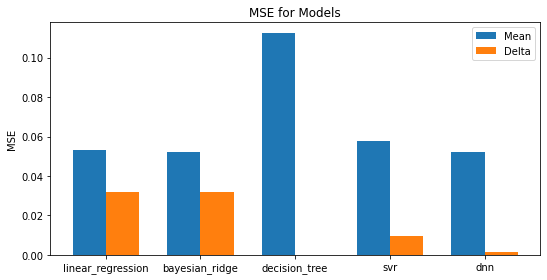 MSE for Models
Mean
Delta
MSE
0.10
0.08
0.06
0.04
0.02
0.00
linear_regression bayesian_ridge decision_tree svr dnn